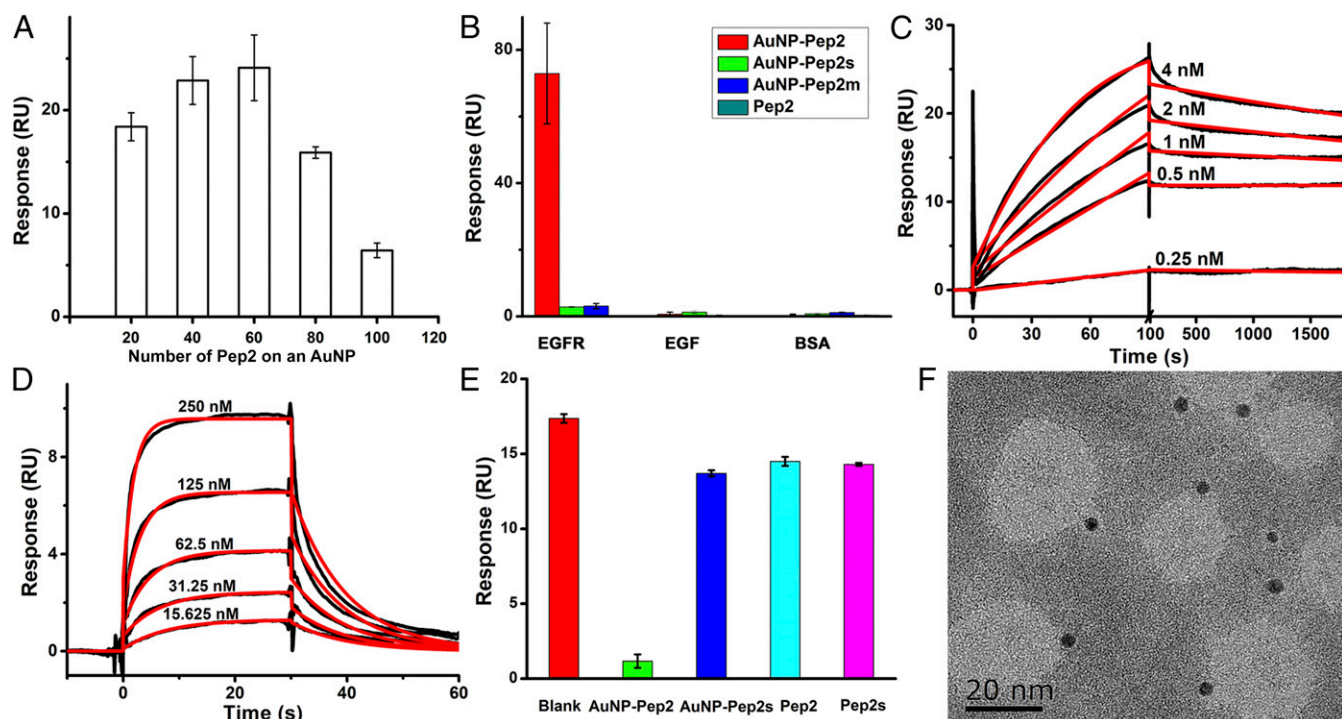 A
Response (RU)
0
10
20
20
40
60
80
100
120
Number of Pep2 on an AuNP
B
Response (RU)
0
40
80
AuNP-Pep2
AuNP-Pep2s
AuNP-Pep2m
Pep2
EGFR
EGF
BSA
C
Response (RU)
0
10
20
30
4 nM
2 nM
1 nM
0.5 nM
0.25 nM
0
30
60
100
500
1000
1500
Time (s)
D
Response (RU)
0
4
8
250 nM
125 nM
62.5 nM
31.25 nM
15.625 nM
0
20
40
60
Time (s)
E
Response (RU)
0
5
10
15
20
Blank
AuNP-Pep2
AuNP-Pep2s
Pep2
Pep2s
F
20 nm